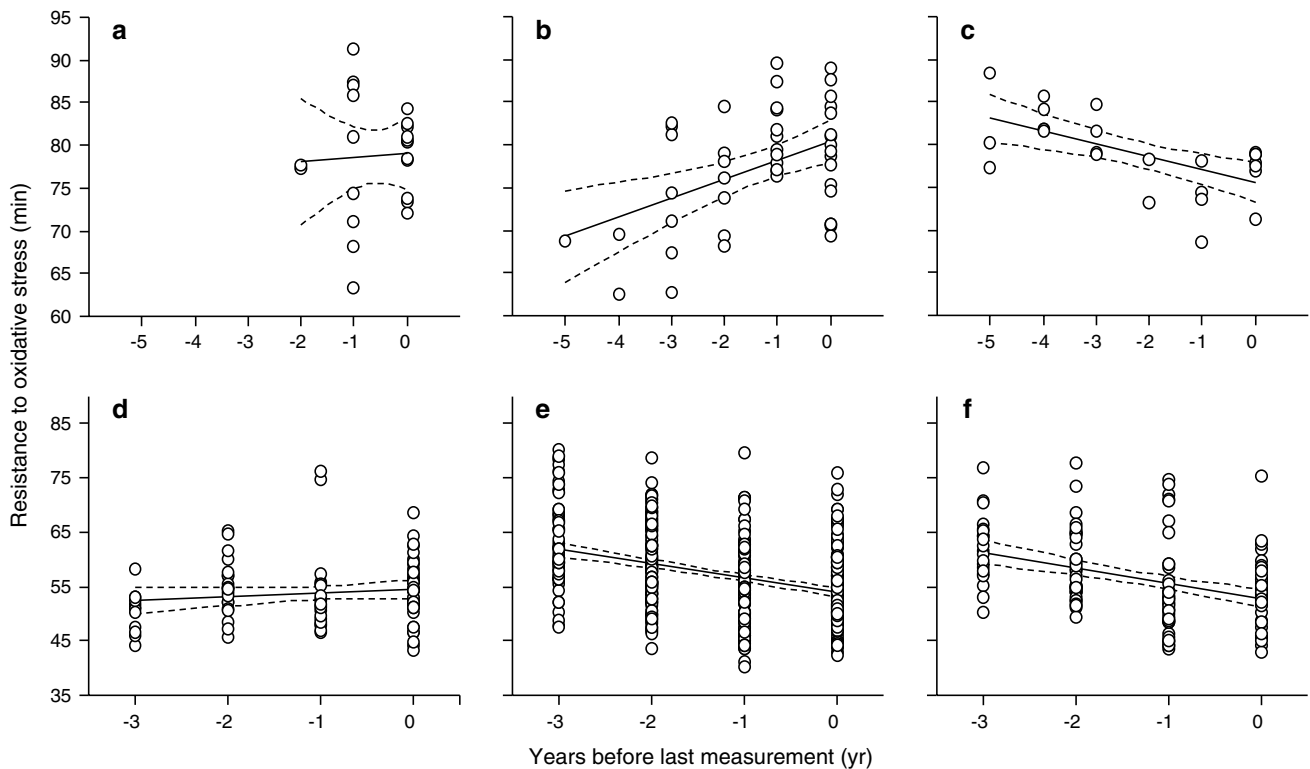 a
b
c
95
90
85
80
75
70
65
60
-5 -4 -3 -2 -1 0
-5 -4 -3 -2 -1 0
-5 -4 -3 -2 -1 0
Resistance to oxidative stress (min)
d
e
f
85
75
65
55
45
35
-3 -2 -1 0
-3 -2 -1 0
-3 -2 -1 0
Years before last measurement (yr)